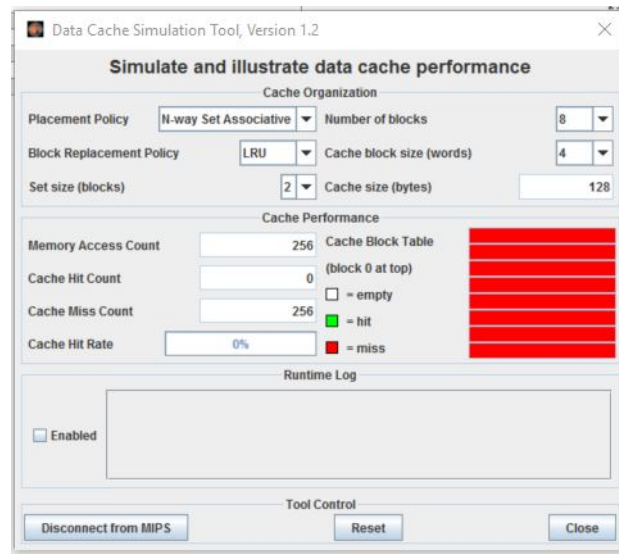 Data Cache Simulation Tool, Version 1.2
Simulate and illustrate data cache performance
Cache Organization
Placement Policy N-way Set Associative Number of blocks 8
Block Replacement Policy LRU Cache block size (words) 4
Set size (blocks) 2 Cache size (bytes) 128
Cache Performance
Memory Access Count 256 Cache Block Table
Cache Hit Count 0 (block 0 at top)
= empty
Cache Miss Count 256 = hit
Cache Hit Rate 0% = miss
Runtime Log
Enabled
Tool Control
Disconnect from MIPS Reset Close